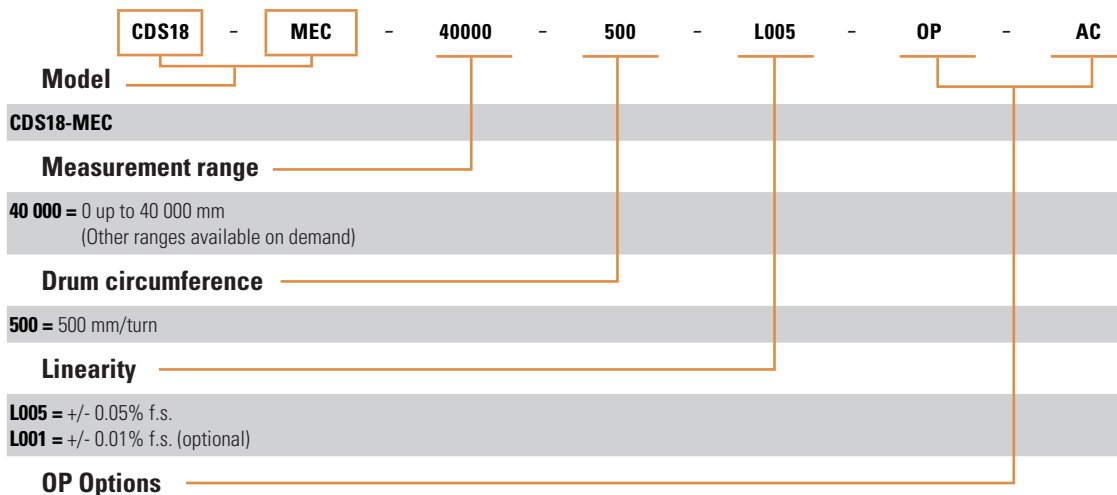 CDS18 – MEC – 40000 – 500 – L005 – OP – AC
Model
CDS18-MEC
Measurement range
40 000 = 0 up to 40 000 mm
(Other ranges available on demand)
Drum circumference
500 = 500 mm/turn
Linearity
L005 = +/- 0.05% f.s.
L001 = +/- 0.01% f.s. (optional)
OP Options